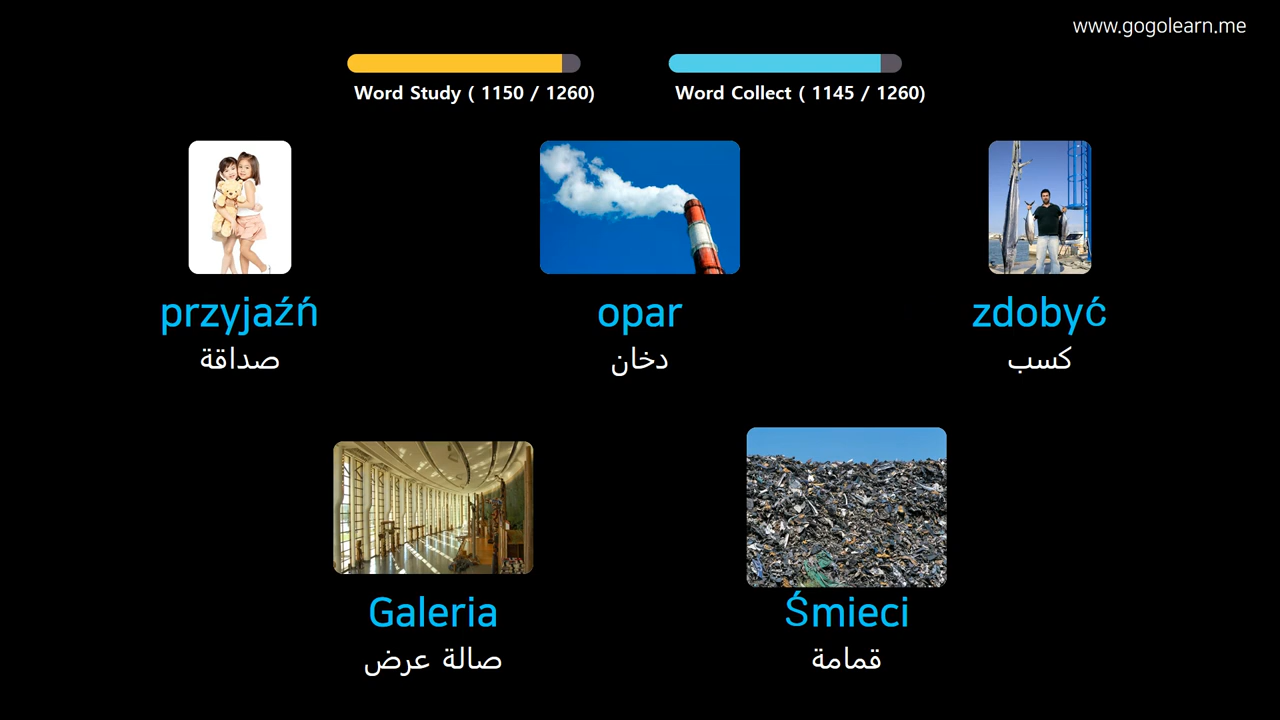 www.gogolearn.me
Word Study ( 1150 / 1260)
Word Collect ( 1145 / 1260)
przyjaźń
صداقة
opar
دخان
zdobyć
كسب
Galeria
صالة عرض
Śmieci
قمامة